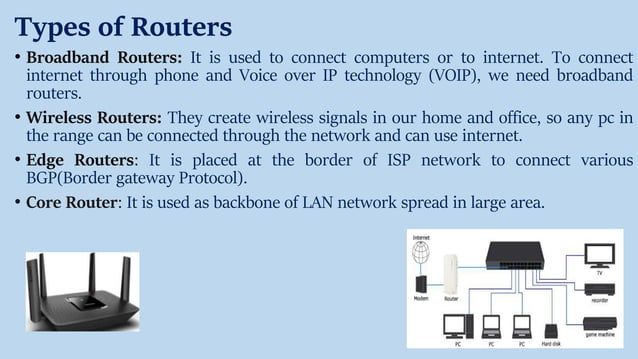 Types of Routers
• Broadband Routers: It is used to connect computers or to internet. To connect
internet through phone and Voice over IP technology (VOIP), we need broadband
routers.
• Wireless Routers: They create wireless signals in our home and office, so any pc in
the range can be connected through the network and can use internet.
• Edge Routers: It is placed at the border of ISP network to connect various
BGP(Border gateway Protocol).
• Core Router: It is used as backbone of LAN network spread in large area.
Internet
Modem
Router
TV
recorder
game machine
PC
PC
PC
Hard disk